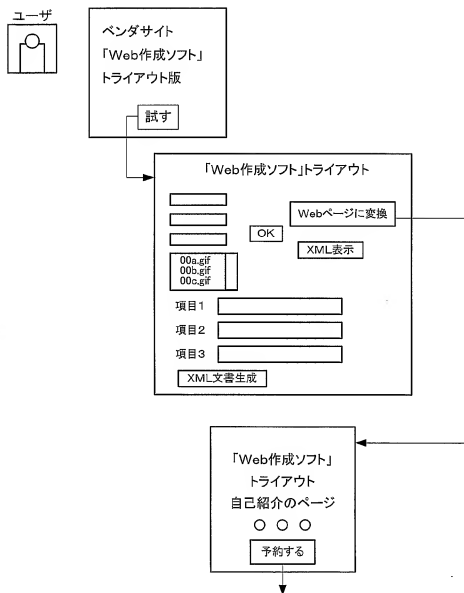 ユーザ
ベンダサイト
「Web作成ソフト」
トライアウト版
試す
「Web作成ソフト」トライアウト
Webページに変換
OK
XML表示
00a.gif
00b.gif
00c.gif
項目1
項目2
項目3
XML文書生成
「Web作成ソフト」
トライアウト
自己紹介のページ
○ ○ ○
予約する